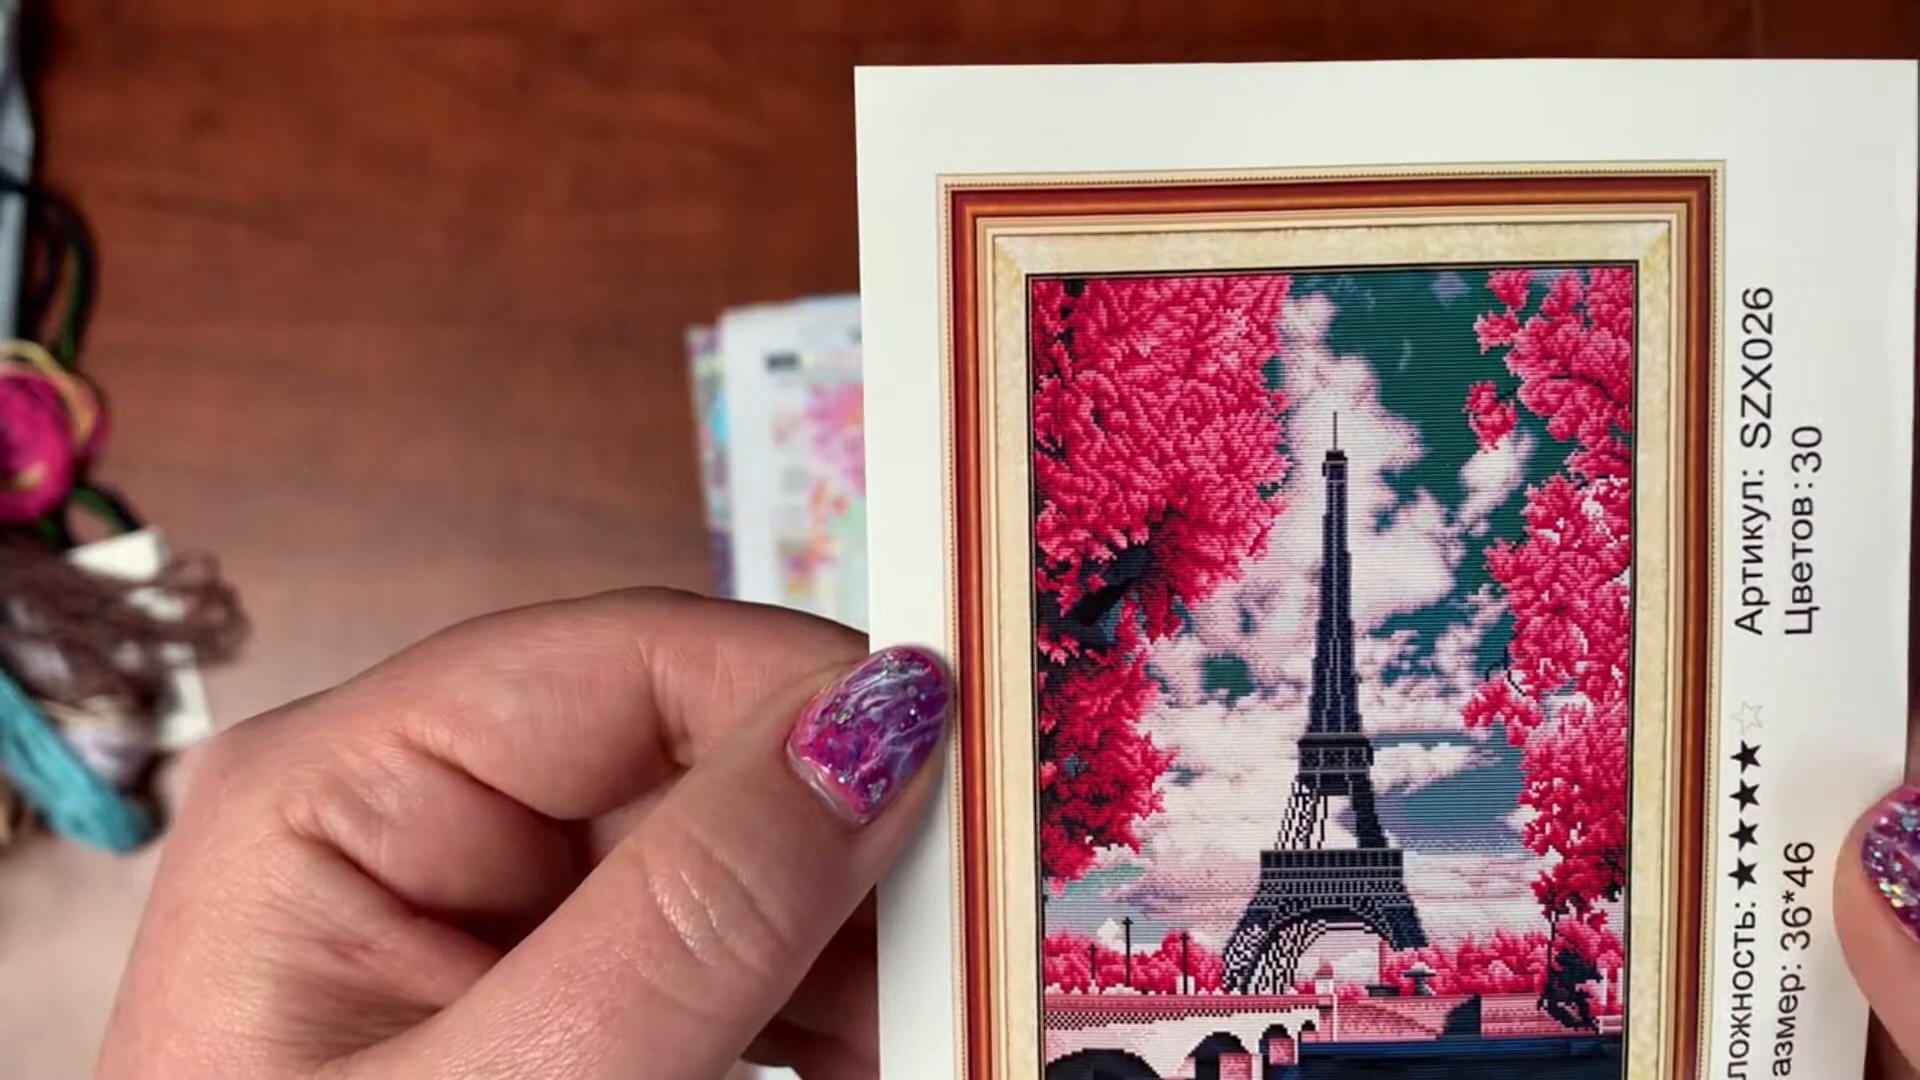 Артикул: SZX026
Цветов:30
ложность: ★★★★☆
азмер: 36*46